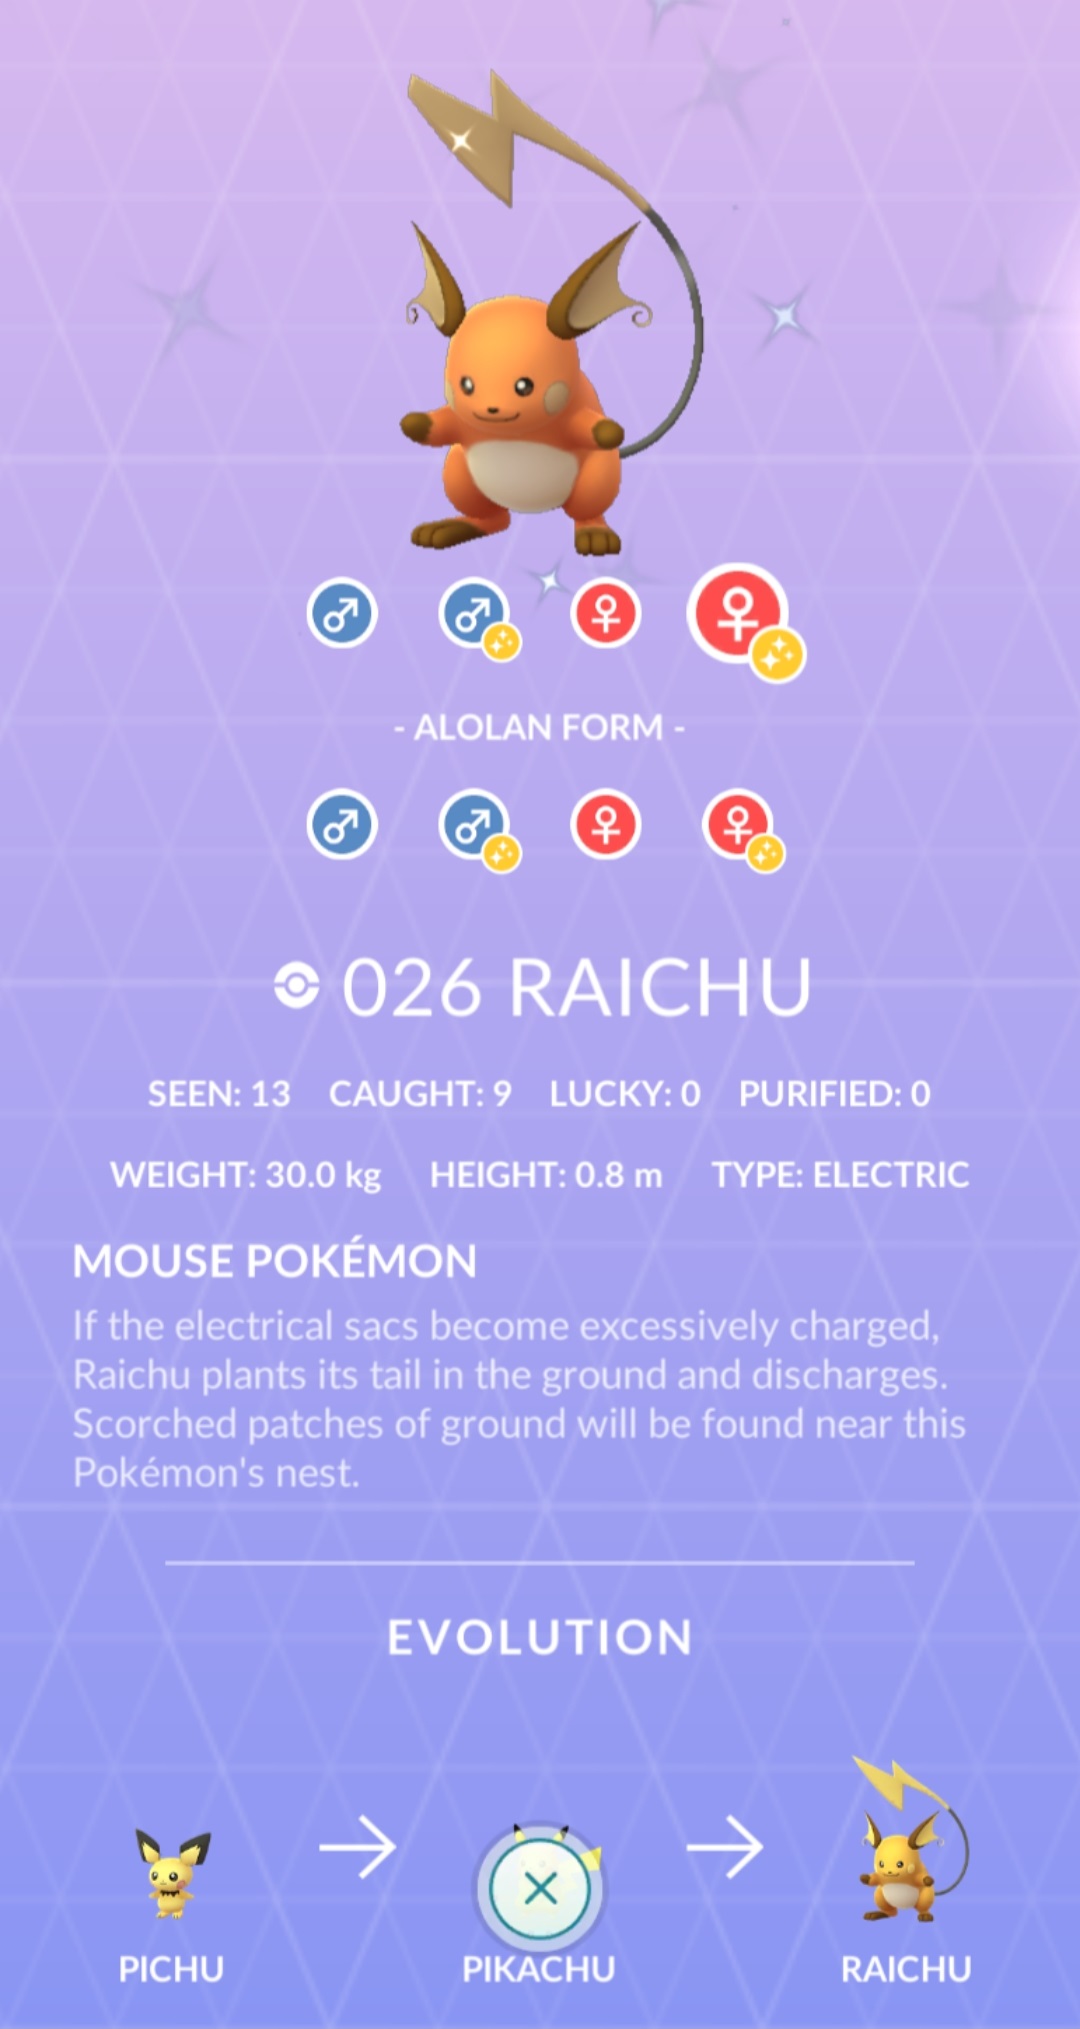 - ALOLAN FORM -
026 RAICHU
SEEN: 13 CAUGHT: 9 LUCKY: 0 PURIFIED: 0
WEIGHT: 30.0 kg HEIGHT: 0.8 m TYPE: ELECTRIC
MOUSE POKÉMON
If the electrical sacs become excessively charged,
Raichu plants its tail in the ground and discharges.
Scorched patches of ground will be found near this
Pokémon's nest.
EVOLUTION
PICHU PIKACHU RAICHU